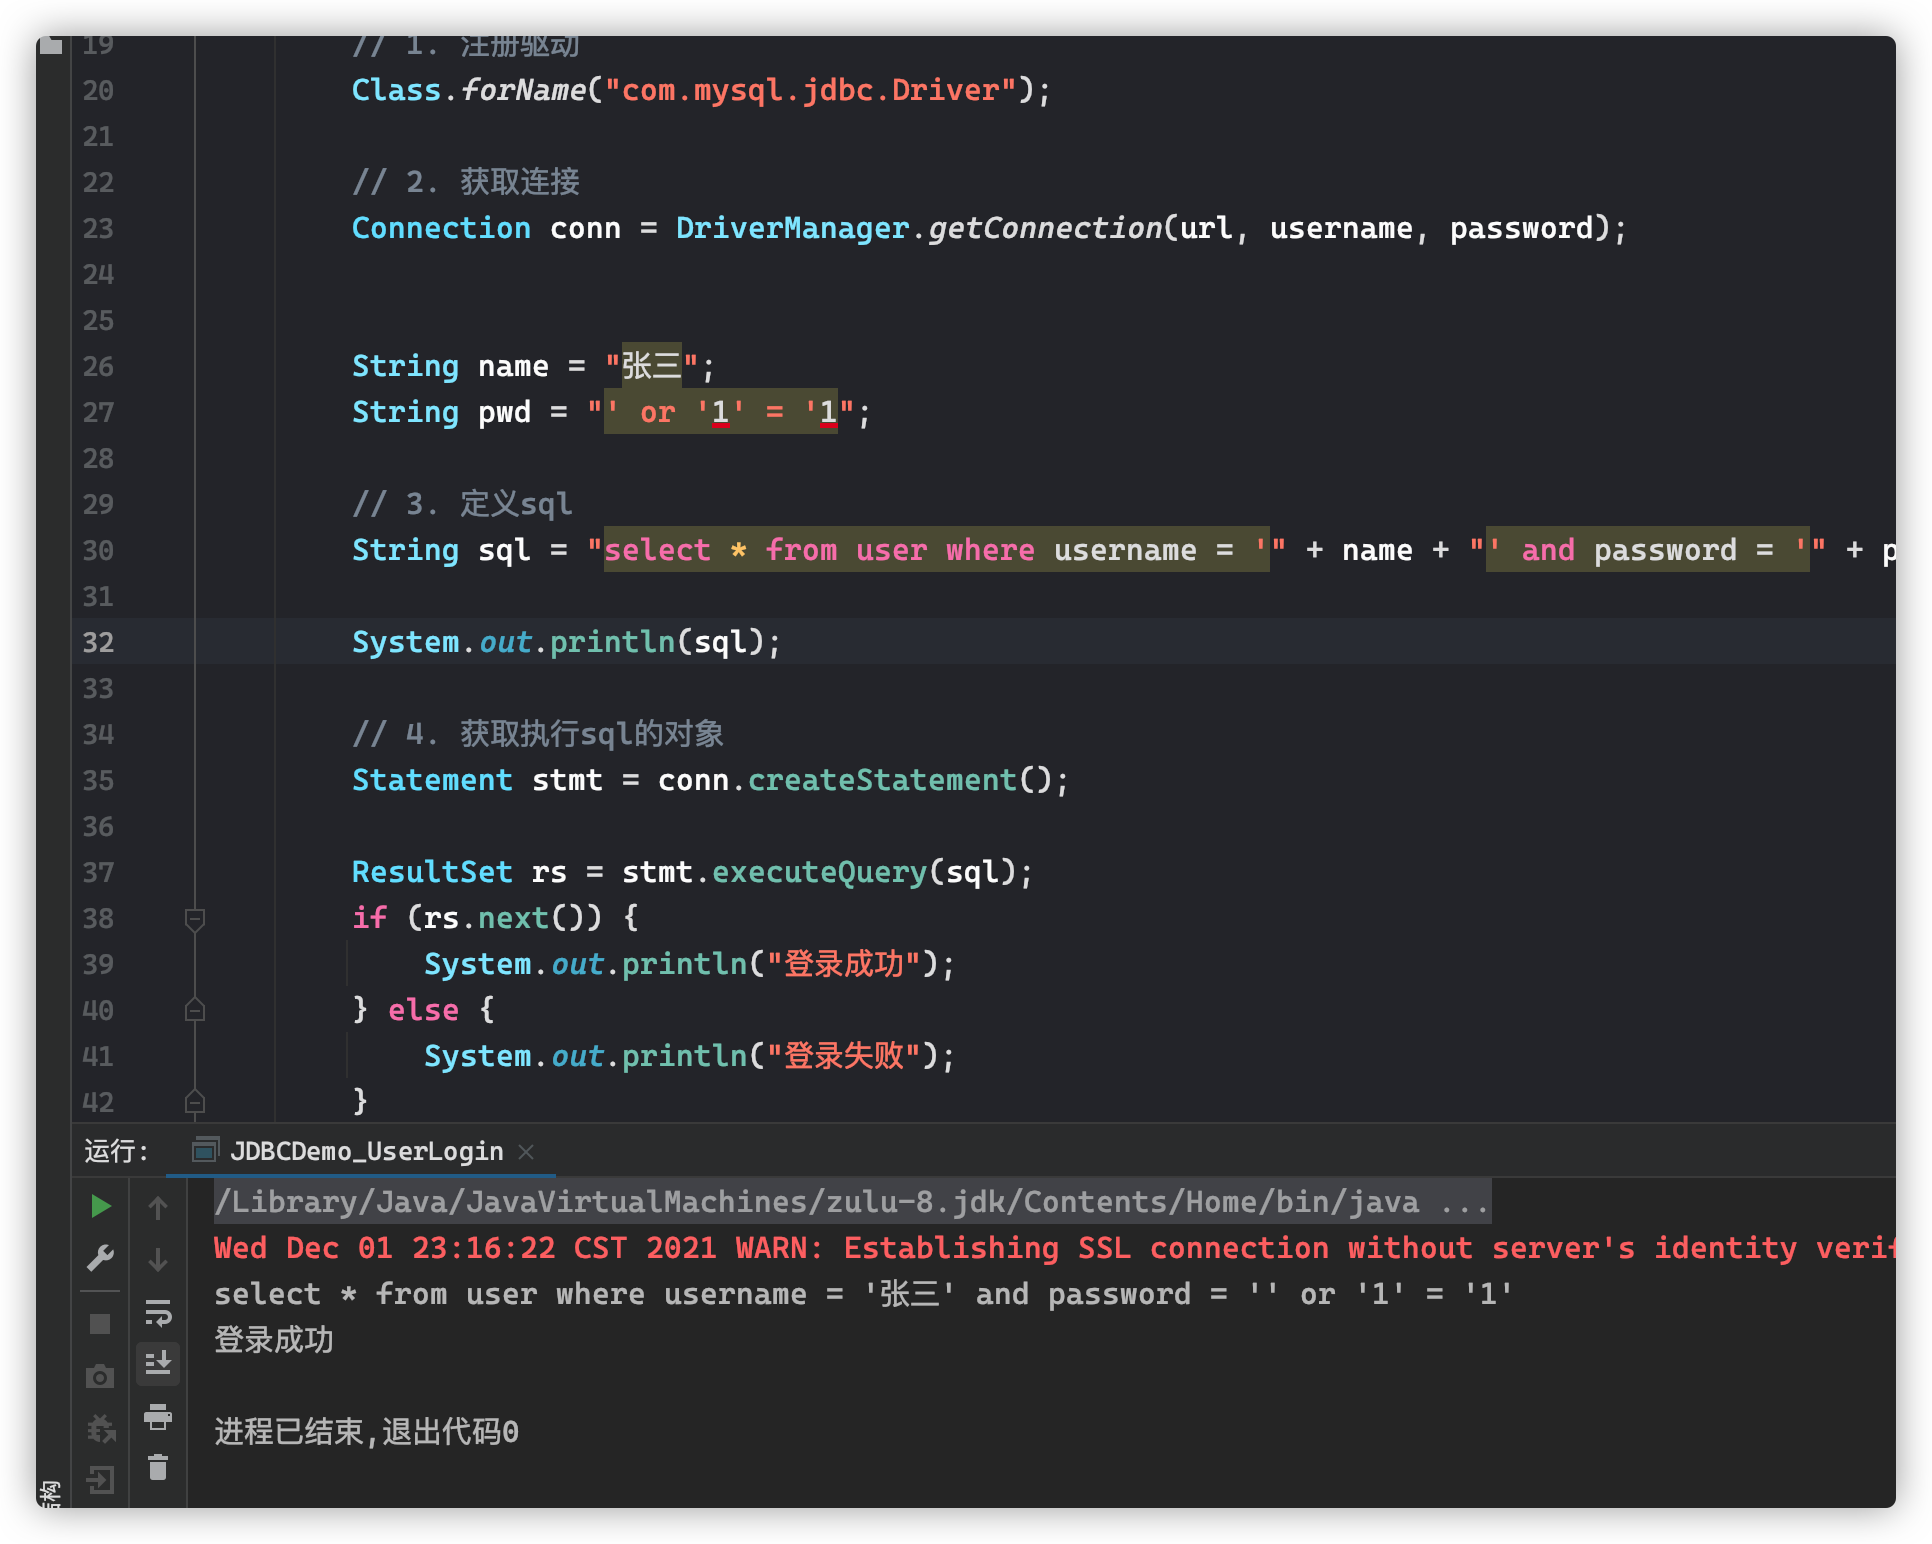 19 // 1. 注册驱动
20 Class.forName("com.mysql.jdbc.Driver");
21
22 // 2. 获取连接
23 Connection conn = DriverManager.getConnection(url, username, password);
24
25
26 String name = "张三";
27 String pwd = "' or '1' = '1";
28
29 // 3. 定义sql
30 String sql = "select * from user where username = '" + name + "' and password = '" + p
31
32 System.out.println(sql);
33
34 // 4. 获取执行sql的对象
35 Statement stmt = conn.createStatement();
36
37 ResultSet rs = stmt.executeQuery(sql);
38 if (rs.next()) {
39 System.out.println("登录成功");
40 } else {
41 System.out.println("登录失败");
42 }
运行: JDBCDemo_UserLogin
/Library/Java/JavaVirtualMachines/zulu-8.jdk/Contents/Home/bin/java ...
Wed Dec 01 23:16:22 CST 2021 WARN: Establishing SSL connection without server's identity
select * from user where username = '张三' and password = '' or '1' = '1'
登录成功
进程已结束,退出代码0